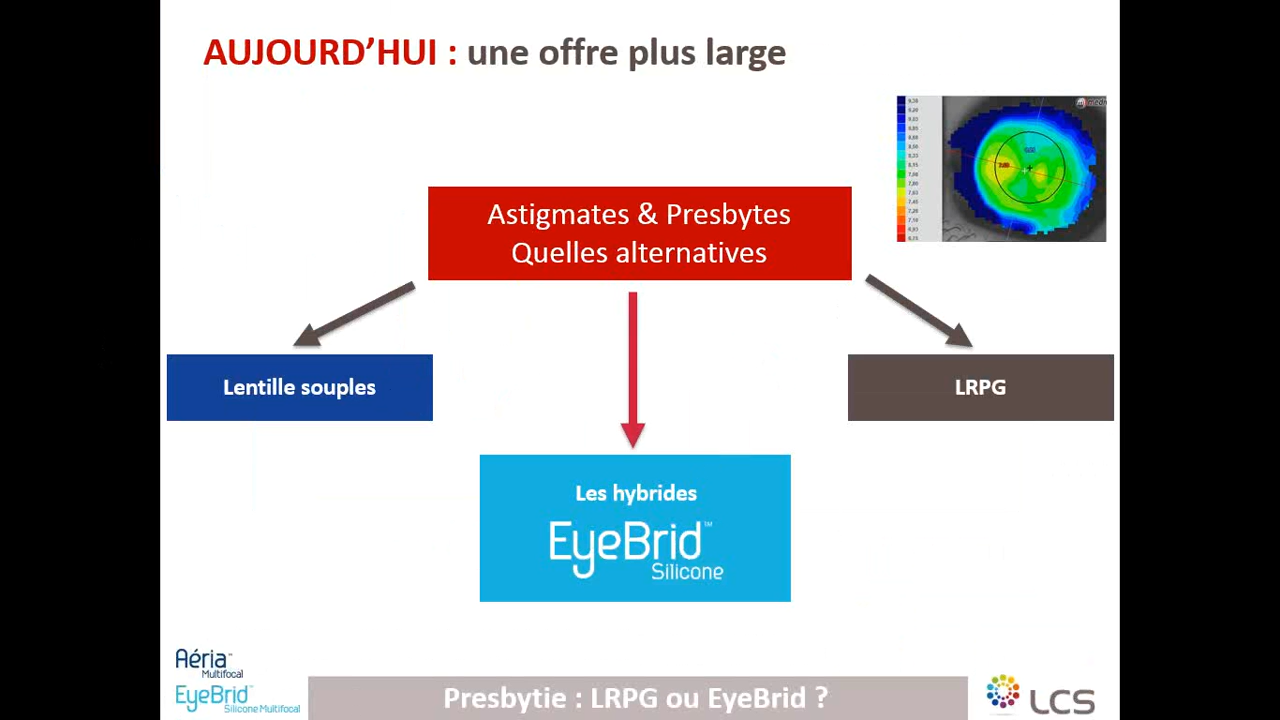 AUJOURD'HUI : une offre plus large
Astigmates & Presbytes
Quelles alternatives
Lentille souples
LRPG
Les hybrides
EyeBrid™
Silicone
Aéria™
Multifocal
EyeBrid™
Silicone Multifocal
Presbytie : LRPG ou EyeBrid ?
LCS